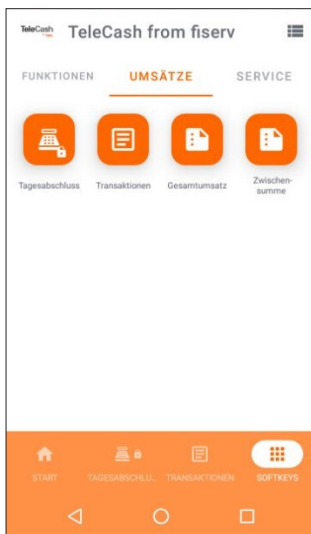 TeleCash
TeleCash from fiserv
FUNKTIONEN UMSÄTZE SERVICE
Tagesabschluss Transaktionen Gesamtumsatz Zwischen-
summe
START TAGESABSCHLU.. TRANSAKTIONEN SOFTKEYS